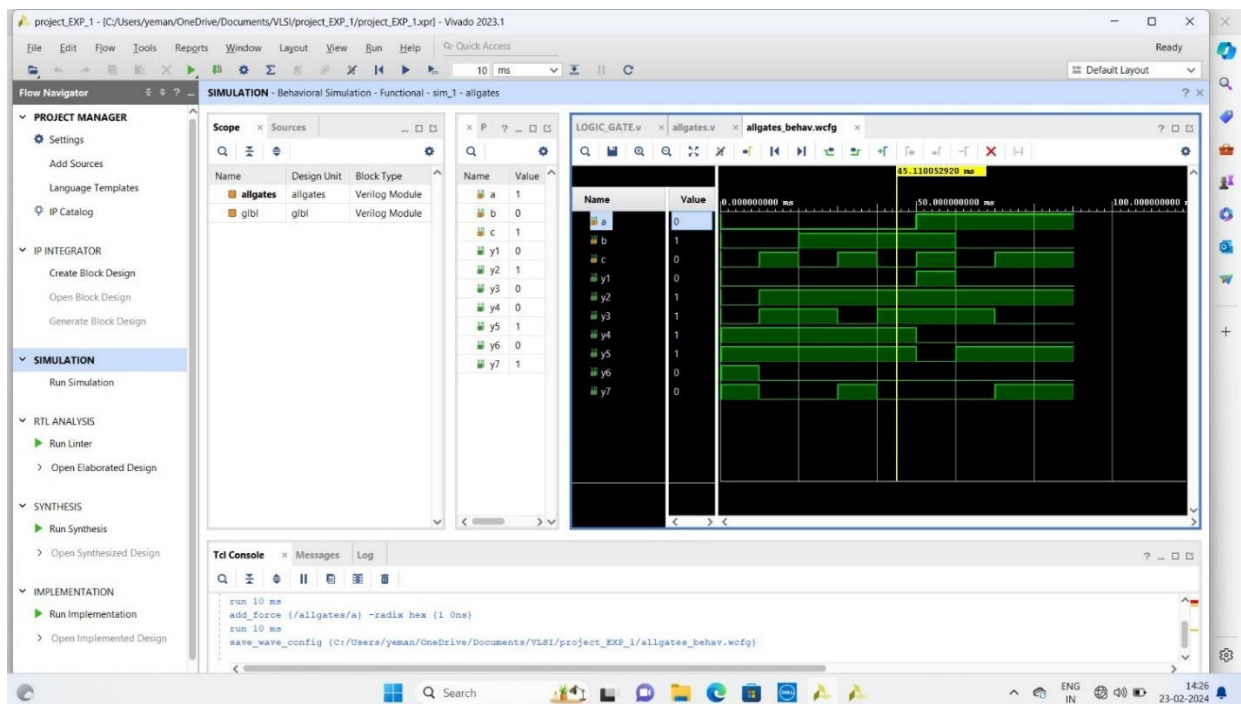 project_EXP_1 - [C:/Users/yeman/OneDrive/Documents/VLSI/project_EXP_1/project_EXP_1.xpr] - Vivado 2023.1
File Edit Flow Tools Reports Window Layout View Run Help Quick Access
Ready
10 ms
Default Layout
Flow Navigator
SIMULATION - Behavioral Simulation - Functional - sim_1 - allgates
PROJECT MANAGER
Settings
Add Sources
Language Templates
IP Catalog
IP INTEGRATOR
Create Block Design
Open Block Design
Generate Block Design
SIMULATION
Run Simulation
RTL ANALYSIS
Run Linter
Open Elaborated Design
SYNTHESIS
Run Synthesis
Open Synthesized Design
IMPLEMENTATION
Run Implementation
Open Implemented Design
Scope Sources
Name Design Unit Block Type
allgates allgates Verilog Module
glbl glbl Verilog Module
P
Name Value
a 1
b 0
c 1
y1 0
y2 1
y3 0
y4 0
y5 1
y6 0
y7 1
LOGIC_GATE.v allgates.v allgates_behav.wcfg
45.110052920 ms
Name Value 0.000000000 ms 50.000000000 ms 100.000000000
a 0
b 1
c 0
y1 0
y2 1
y3 1
y4 1
y5 1
y6 0
y7 0
Tcl Console Messages Log
run 10 ms
add_force {/allgates/a} -radix hex {1 0ns}
run 10 ms
save_wave_config {C:/Users/yeman/OneDrive/Documents/VLSI/project_EXP_1/allgates_behav.wcfg}
Search
DELL
ENG
IN
14:26
23-02-2024